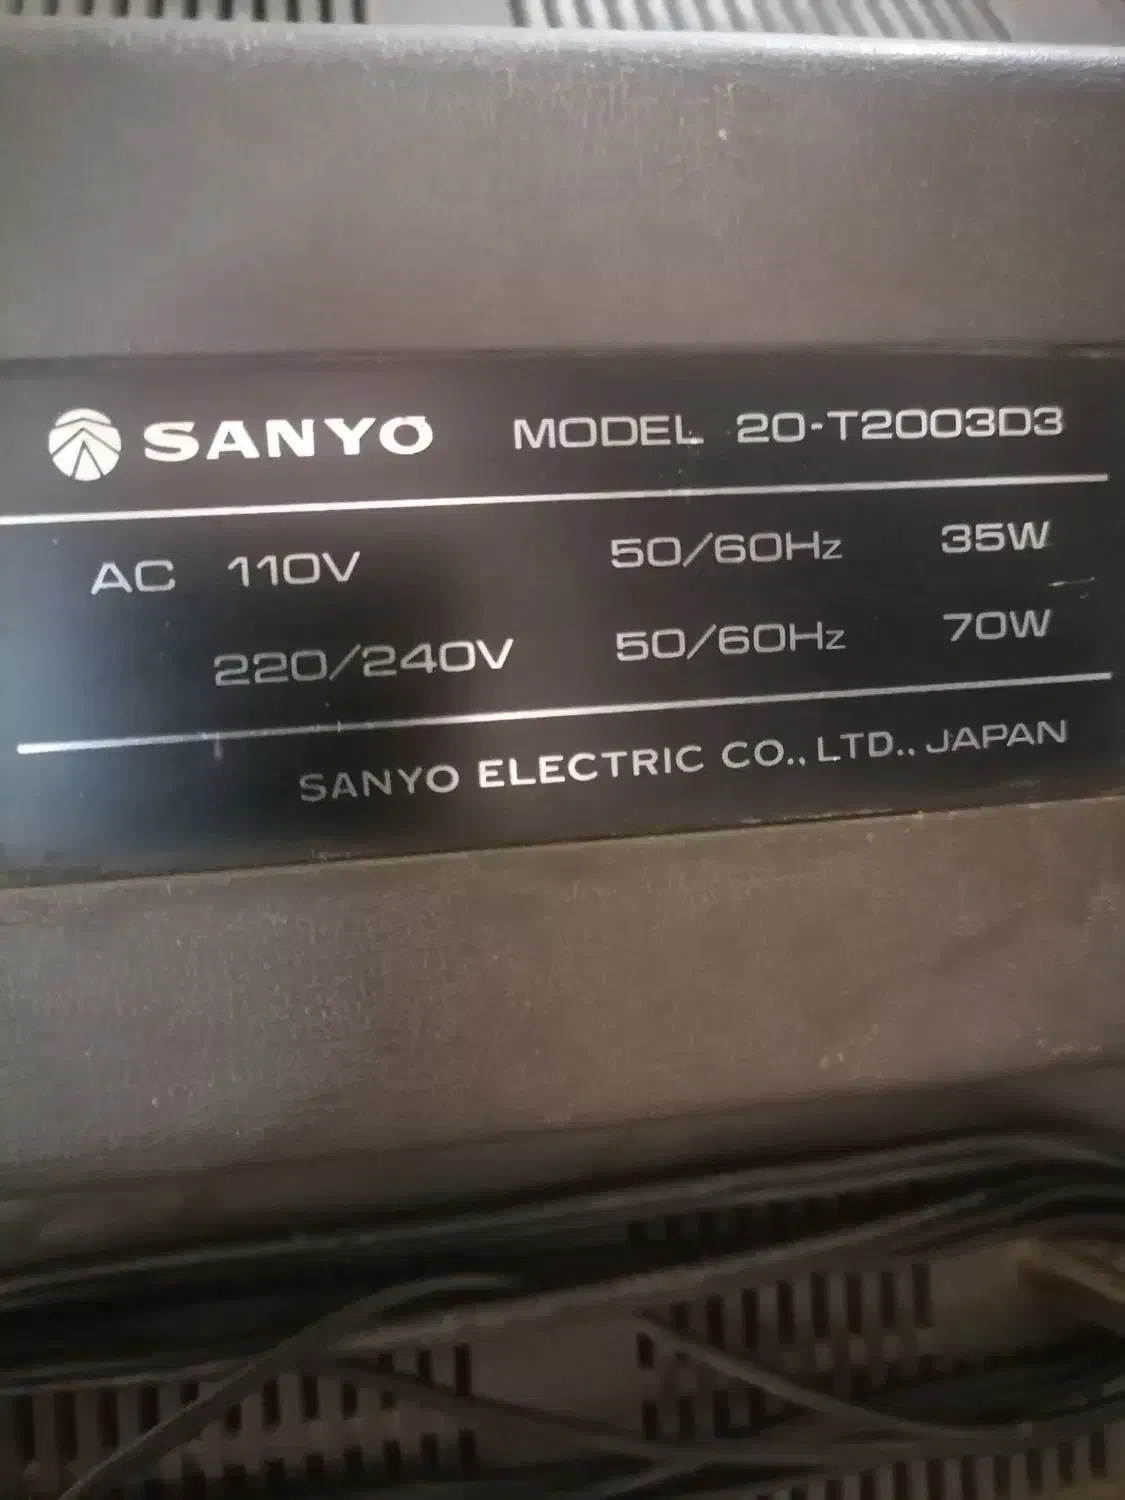 SANYO MODEL 20-T2003D3
AC 110V 50/60Hz 35W
220/240V 50/60Hz 70W
SANYO ELECTRIC CO., LTD., JAPAN